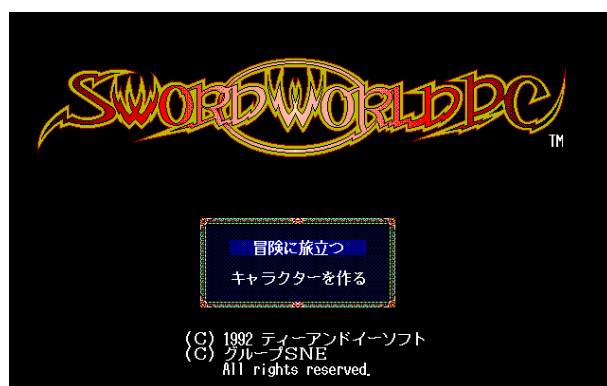 SWORDWORLDPC
TM
冒険に旅立つ
キャラクターを作る
(C) 1992 ティーアンドイーソフト
(C) グループSNE
All rights reserved.